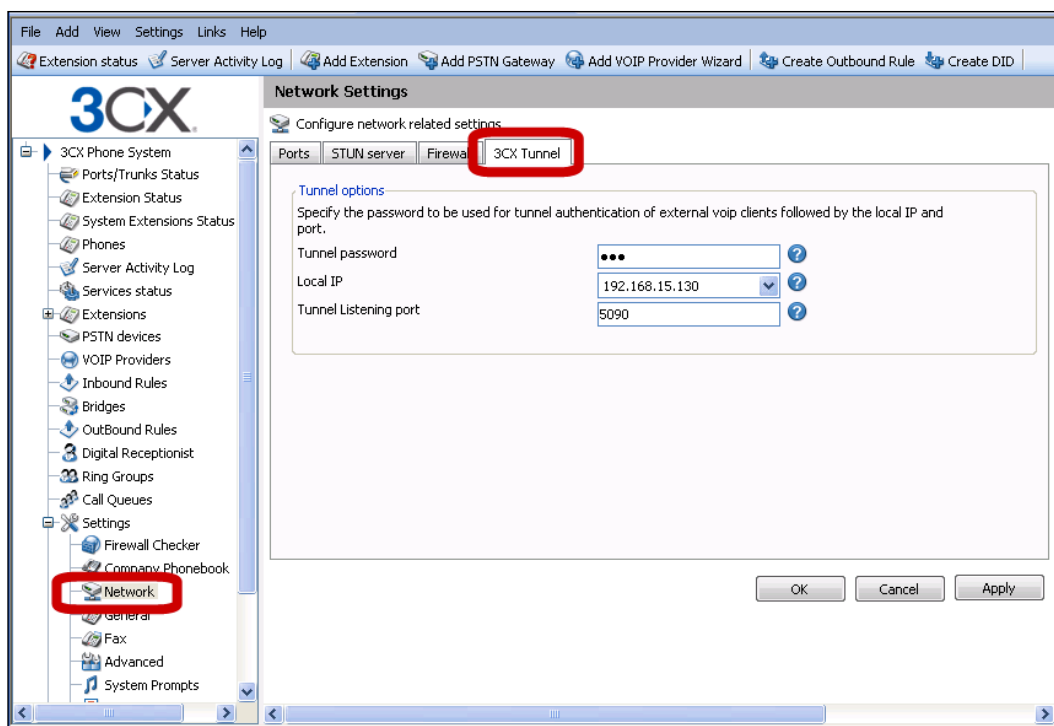 File Add View Settings Links Help
Extension status Server Activity Log Add Extension Add PSTN Gateway Add VOIP Provider Wizard Create Outbound Rule Create DID
3CX
Network Settings
Configure network related settings
Ports STUN server Firewal 3CX Tunnel
Tunnel options
Specify the password to be used for tunnel authentication of external voip clients followed by the local IP and
port.
Tunnel password
Local IP 192.168.15.130
Tunnel Listening port 5090
OK Cancel Apply
3CX Phone System
Ports/Trunks Status
Extension Status
System Extensions Status
Phones
Server Activity Log
Services status
Extensions
PSTN devices
VOIP Providers
Inbound Rules
Bridges
OutBound Rules
Digital Receptionist
Ring Groups
Call Queues
Settings
Firewall Checker
Company Phonebook
Network
General
Fax
Advanced
System Prompts